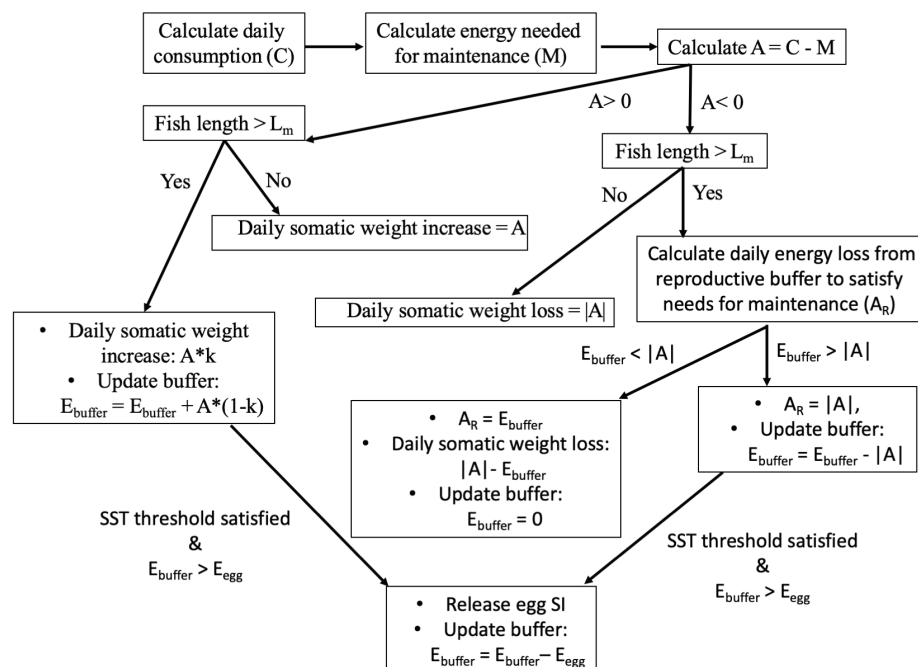 Calculate daily
consumption (C)
Calculate energy needed
for maintenance (M)
Calculate A = C - M
A> 0
A< 0
Fish length > Lm
Fish length > Lm
Yes
No
No
Yes
Daily somatic weight increase = A
Calculate daily energy loss from
reproductive buffer to satisfy
needs for maintenance (AR)
Daily somatic weight loss = |A|
• Daily somatic weight
increase: A*k
• Update buffer:
Ebuffer = Ebuffer + A*(1-k)
Ebuffer < |A|
Ebuffer > |A|
• AR = Ebuffer
• Daily somatic weight loss:
|A| - Ebuffer
• Update buffer:
Ebuffer = 0
• AR = |A|,
• Update buffer:
Ebuffer = Ebuffer - |A|
SST threshold satisfied
&
Ebuffer > Eegg
SST threshold satisfied
&
Ebuffer > Eegg
• Release egg SI
• Update buffer:
Ebuffer = Ebuffer – Eegg